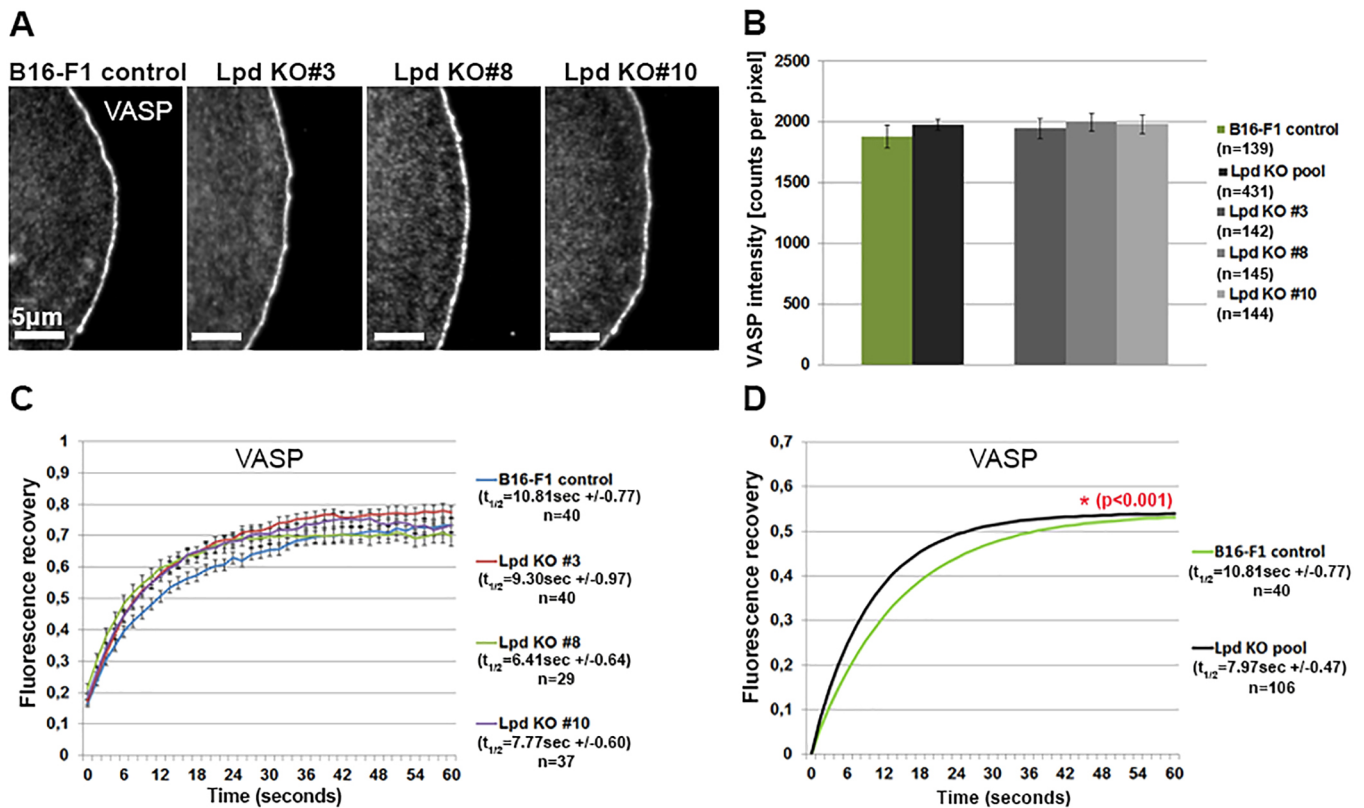 A
B16-F1 control Lpd KO#3 Lpd KO#8 Lpd KO#10
VASP
5μm
B
VASP intensity [counts per pixel]
2500
2000
1500
1000
500
0
B16-F1 control
(n=139)
Lpd KO pool
(n=431)
Lpd KO #3
(n=142)
Lpd KO #8
(n=145)
Lpd KO #10
(n=144)
C
VASP
Fluorescence recovery
1
0,9
0,8
0,7
0,6
0,5
0,4
0,3
0,2
0,1
0
0 6 12 18 24 30 36 42 48 54 60
Time (seconds)
B16-F1 control
(t1/2=10.81sec +/-0.77)
n=40
Lpd KO #3
(t1/2=9.30sec +/-0.97)
n=40
Lpd KO #8
(t1/2=6.41sec +/-0.64)
n=29
Lpd KO #10
(t1/2=7.77sec +/-0.60)
n=37
D
VASP
* (p<0.001)
Fluorescence recovery
0,7
0,6
0,5
0,4
0,3
0,2
0,1
0
0 6 12 18 24 30 36 42 48 54 60
Time (seconds)
B16-F1 control
(t1/2=10.81sec +/-0.77)
n=40
Lpd KO pool
(t1/2=7.97sec +/-0.47)
n=106